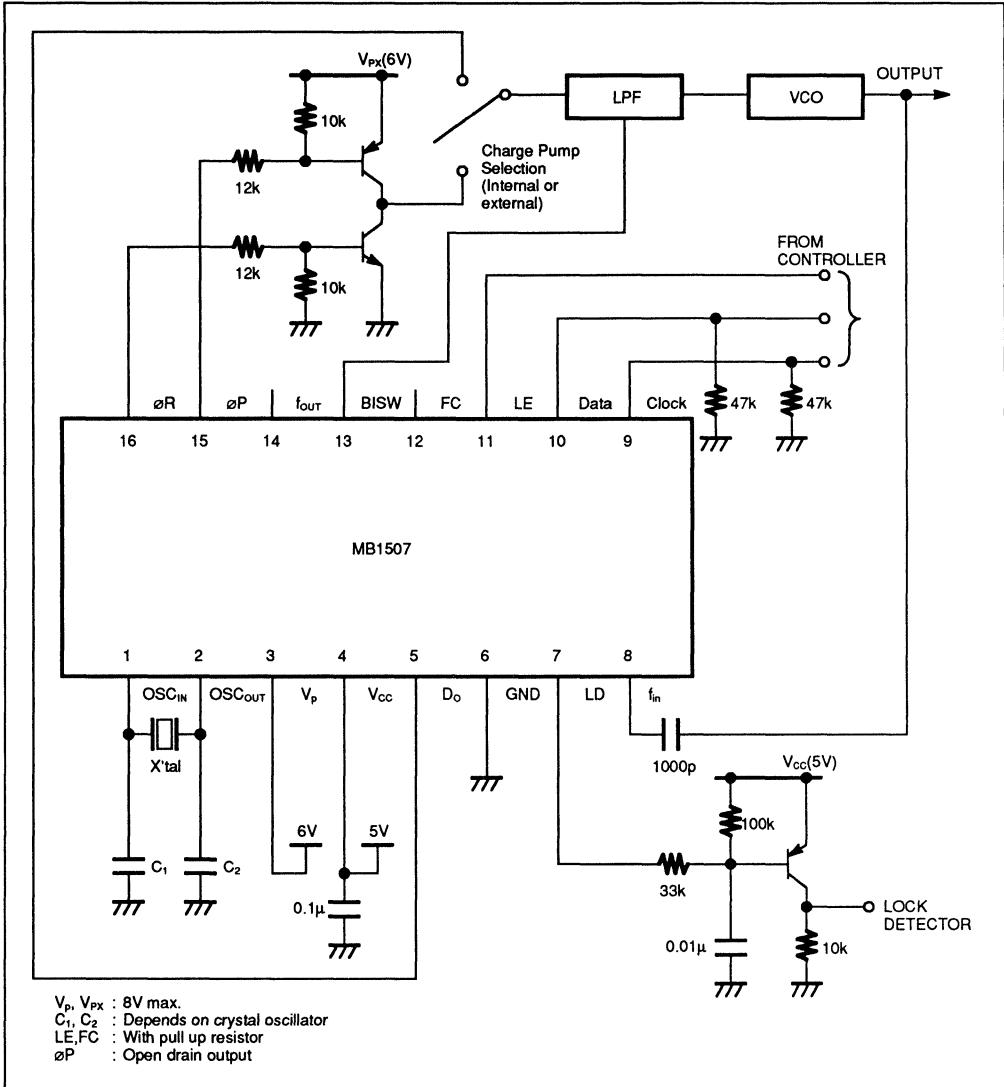 V_PX(6V)
OUTPUT
LPF
VCO
10k
Charge Pump
Selection
(Internal or
external)
12k
FROM
CONTROLLER
12k
10k
47k
47k
øR
øP
f_OUT
BISW
FC
LE
Data
Clock
16
15
14
13
12
11
10
9
MB1507
1
2
3
4
5
6
7
8
OSC_IN
OSC_OUT
V_p
V_CC
D_O
GND
LD
f_in
X'tal
1000p
V_CC(5V)
6V
5V
100k
C₁
C₂
33k
0.1µ
LOCK
DETECTOR
0.01µ
10k
V_p, V_PX : 8V max.
C₁, C₂ : Depends on crystal oscillator
LE,FC : With pull up resistor
øP : Open drain output